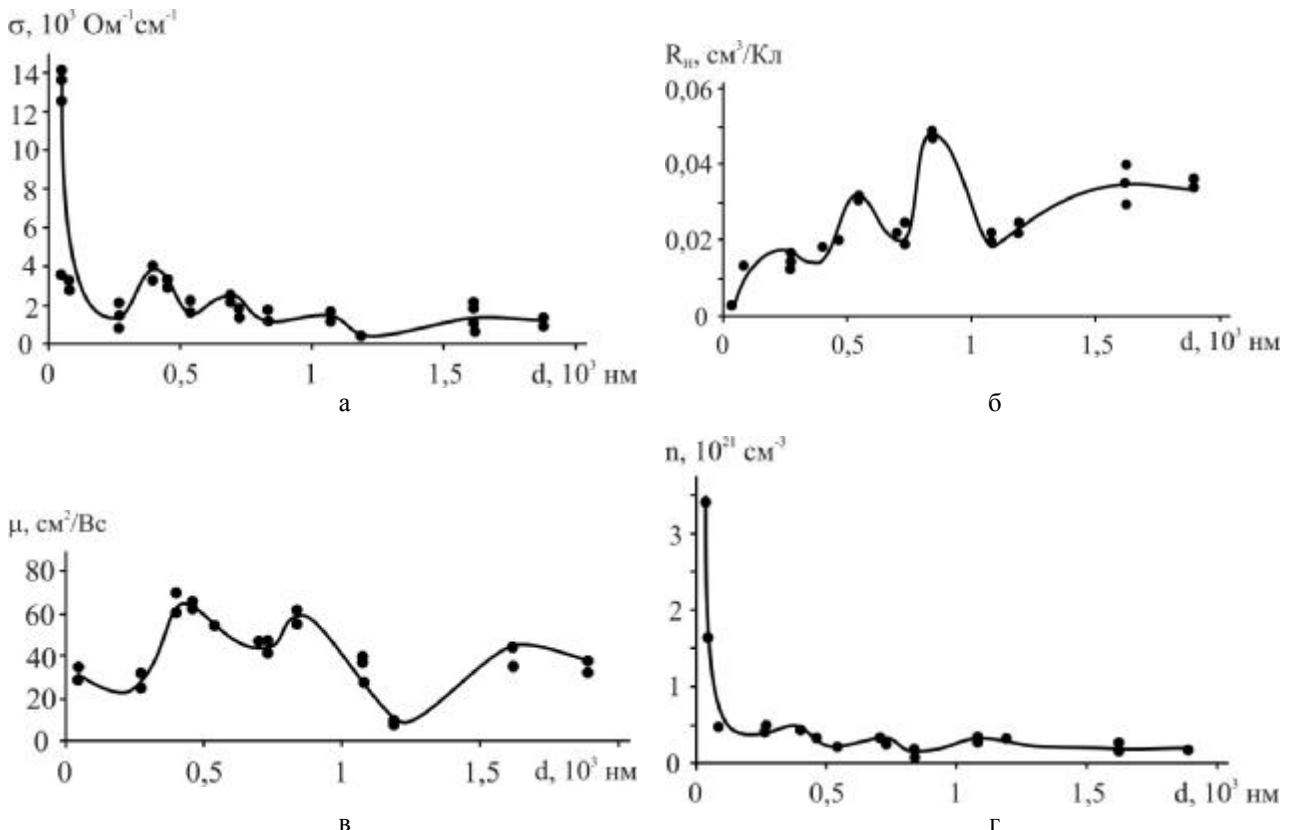 σ, 10³ Ом⁻¹см⁻¹
14
12
10
8
6
4
2
0
0 0,5 1 1,5 d, 10³ нм
а
Rн, см³/Кл
0,06
0,04
0,02
0
0 0,5 1 1,5 d, 10³ нм
б
μ, см²/Вс
80
60
40
20
0
0 0,5 1 1,5 d, 10³ нм
в
n, 10²¹ см⁻³
3
2
1
0
0 0,5 1 1,5 d, 10³ нм
г